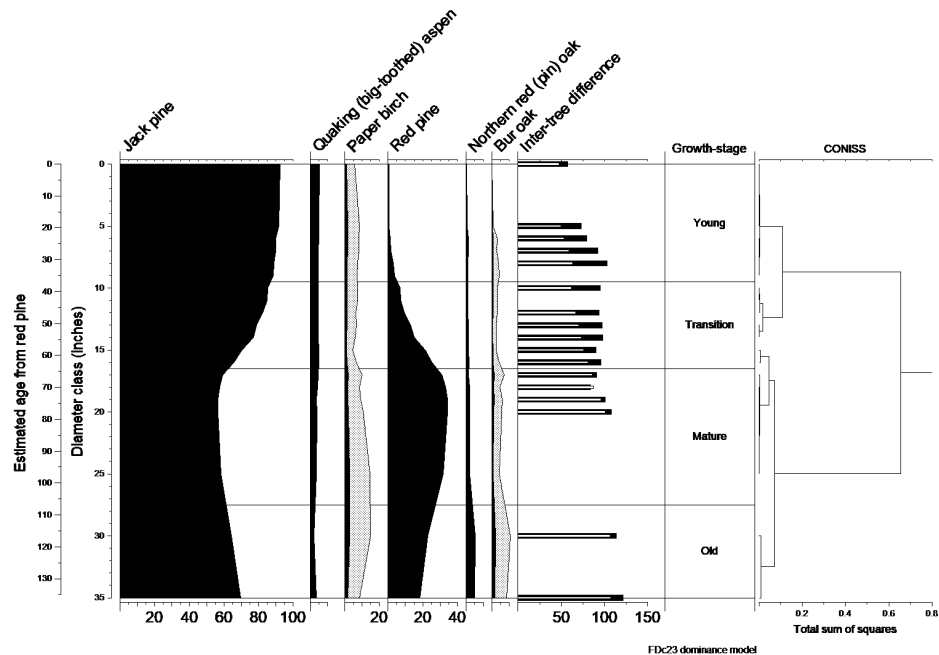 Jack pine
Quaking (big-toothed) aspen
Paper birch
Red pine
Northern red (pin) oak
Bur oak
Inter-tree difference
Growth-stage
CONISS
Estimated age from red pine
0
10
20
30
40
50
60
70
80
90
100
110
120
130
Diameter class (Inches)
0
5
10
15
20
25
30
35
Young
Transition
Mature
Old
20 40 60 80 100
20
20 40
50 100 150
0.2 0.4 0.6 0.8
Total sum of squares
FDc23 dominance model